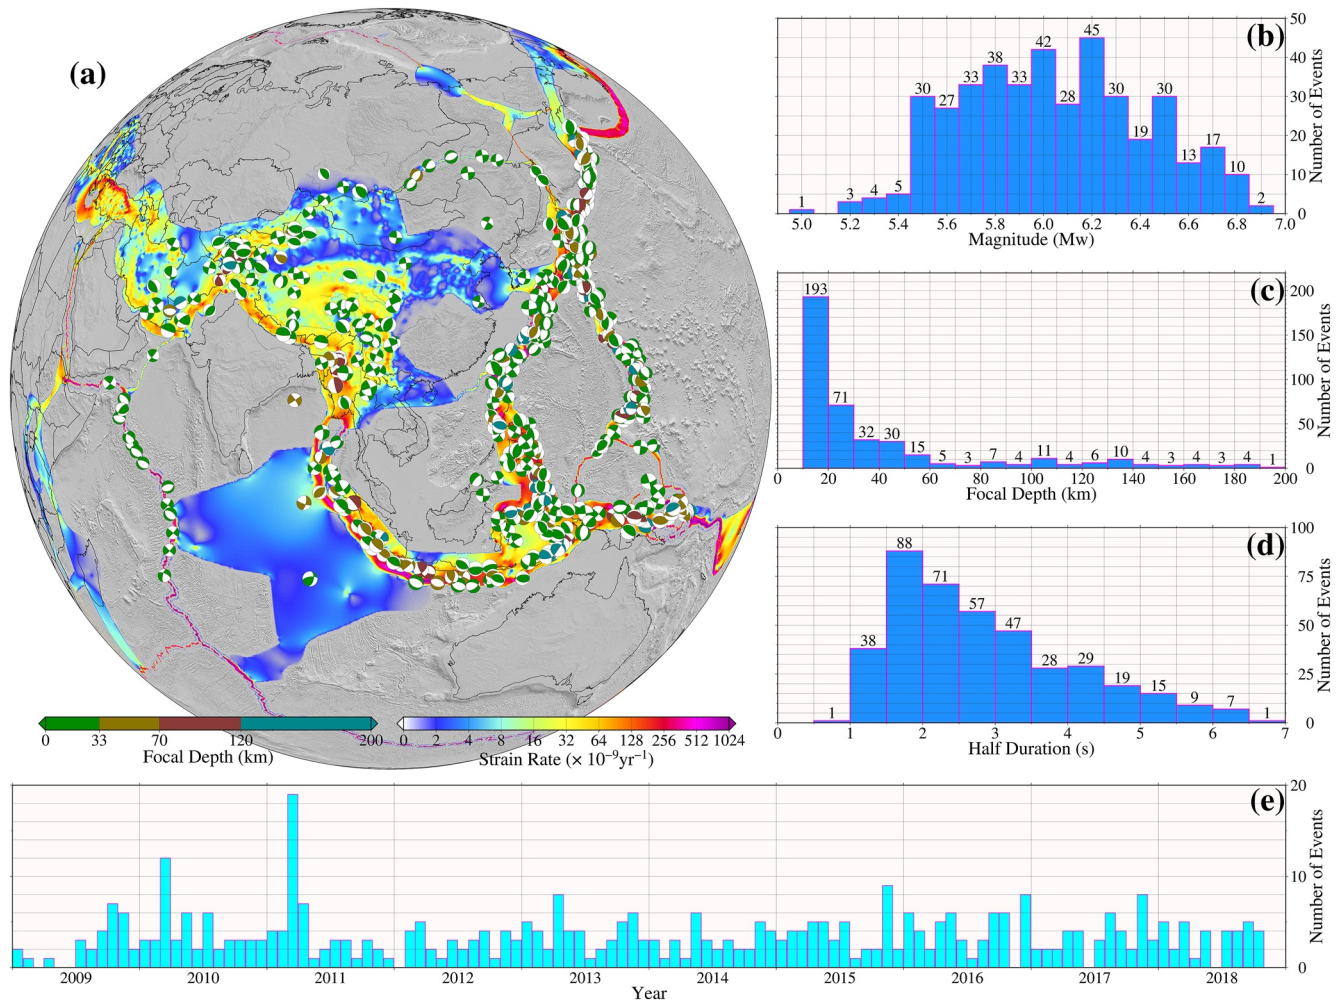 (a)
0 33 70 120 200
Focal Depth (km)
0 2 4 8 16 32 64 128 256 512 1024
Strain Rate (× 10⁻⁹yr⁻¹)
(b)
1 3 4 5 30 27 33 38 33 42 28 45 30 19 30 13 17 10 2
0 10 20 30 40 50
Number of Events
5.0 5.2 5.4 5.6 5.8 6.0 6.2 6.4 6.6 6.8 7.0
Magnitude (Mw)
(c)
193 71 32 30 15 5 3 7 4 11 4 6 10 4 3 4 3 4 1
0 50 100 150 200
Number of Events
0 20 40 60 80 100 120 140 160 180 200
Focal Depth (km)
(d)
1 38 88 71 57 47 28 29 19 15 9 7 1
0 25 50 75 100
Number of Events
0 1 2 3 4 5 6 7
Half Duration (s)
(e)
0 10 20
Number of Events
2009 2010 2011 2012 2013 2014 2015 2016 2017 2018
Year